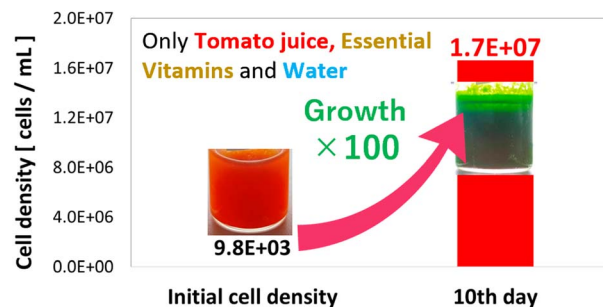 2.0E+07
1.6E+07
1.2E+07
8.0E+06
4.0E+06
0.0E+00
Cell density [ cells / mL ]
Only Tomato juice, Essential
Vitamins and Water
1.7E+07
Growth
×100
9.8E+03
Initial cell density
10th day